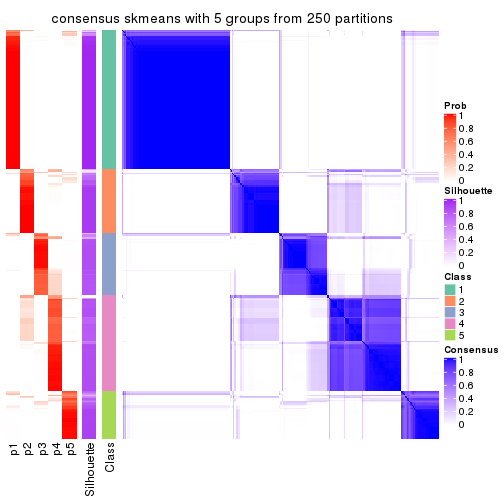 consensus skmeans with 5 groups from 250 partitions
Prob
1
0.8
0.6
0.4
0.2
0
Silhouette
1
0.8
0.6
0.4
0.2
0
Class
1
2
3
4
5
Consensus
1
0.8
0.6
0.4
0.2
0
p1
p2
p3
p4
p5
Silhouette
Class